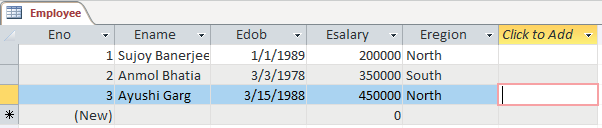 Employee
Eno Ename Edob Esalary Eregion Click to Add
1 Sujoy Banerjee 1/1/1989 200000 North
2 Anmol Bhatia 3/3/1978 350000 South
3 Ayushi Garg 3/15/1988 450000 North
(New) 0